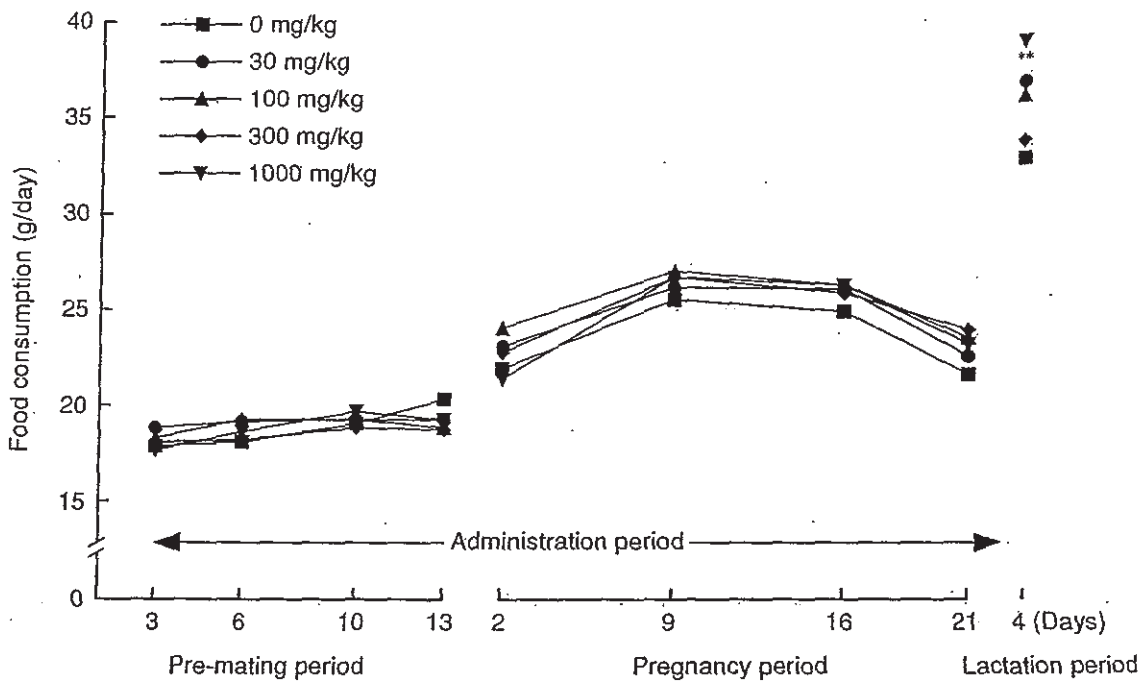 40
35
30
25
20
15
0
Food consumption (g/day)
0 mg/kg
30 mg/kg
100 mg/kg
300 mg/kg
1000 mg/kg
**
Administration period
3 6 10 13 2 9 16 21 4 (Days)
Pre-mating period Pregnancy period Lactation period